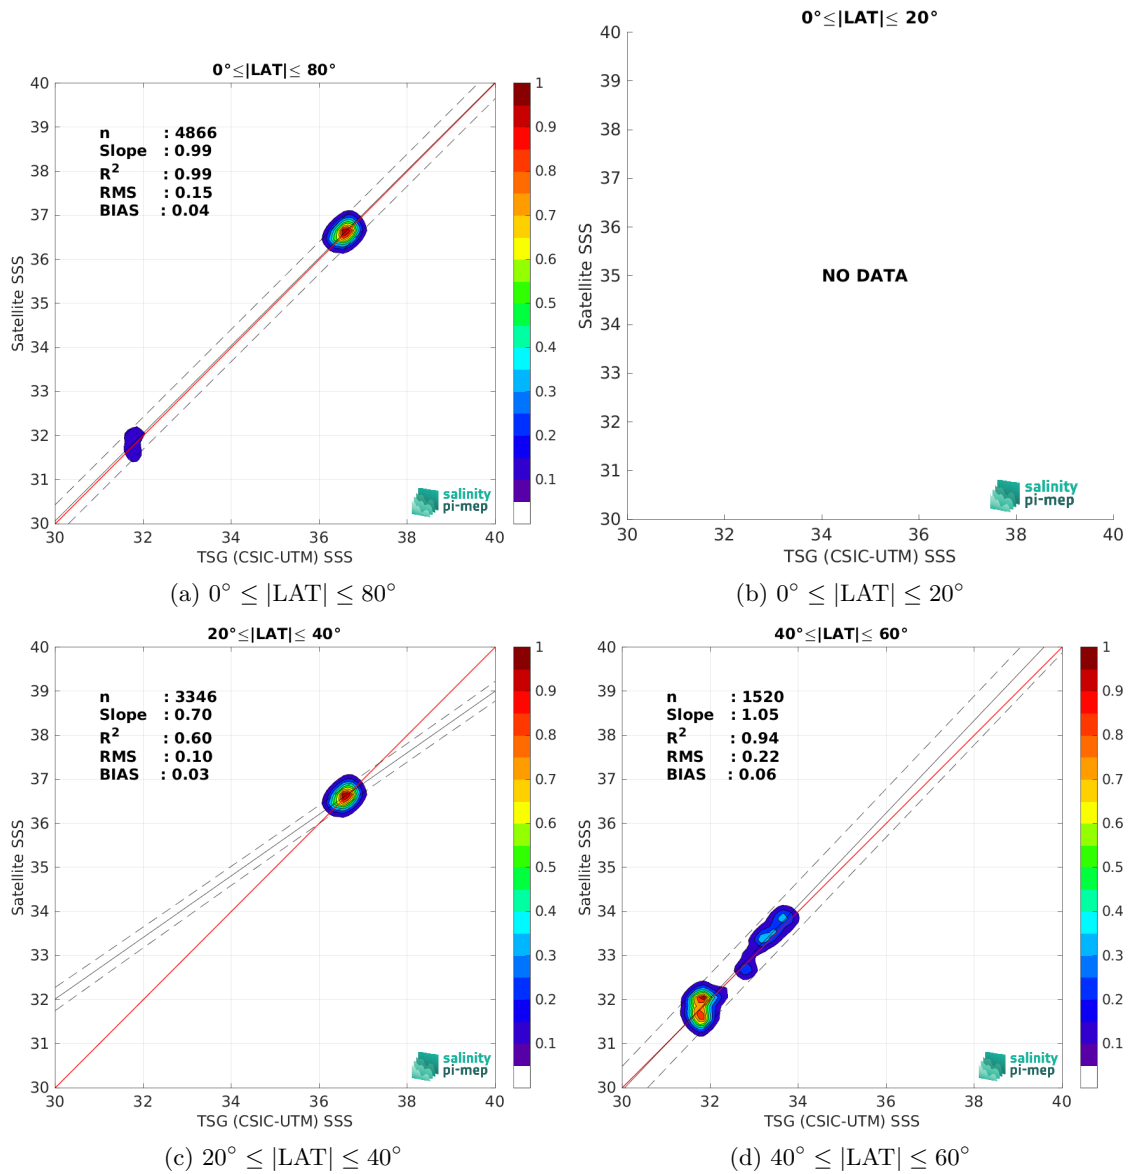 0°≤|LAT|≤ 80°
n : 4866
Slope : 0.99
R² : 0.99
RMS : 0.15
BIAS : 0.04
Satellite SSS
40
39
38
37
36
35
34
33
32
31
30
30 32 34 36 38 40
TSG (CSIC-UTM) SSS
1
0.9
0.8
0.7
0.6
0.5
0.4
0.3
0.2
0.1
salinity
pi-mep
(a) 0° ≤ |LAT| ≤ 80°
0°≤|LAT|≤ 20°
NO DATA
Satellite SSS
40
39
38
37
36
35
34
33
32
31
30
30 32 34 36 38 40
TSG (CSIC-UTM) SSS
salinity
pi-mep
(b) 0° ≤ |LAT| ≤ 20°
20°≤|LAT|≤ 40°
n : 3346
Slope : 0.70
R² : 0.60
RMS : 0.10
BIAS : 0.03
Satellite SSS
40
39
38
37
36
35
34
33
32
31
30
30 32 34 36 38 40
TSG (CSIC-UTM) SSS
1
0.9
0.8
0.7
0.6
0.5
0.4
0.3
0.2
0.1
salinity
pi-mep
(c) 20° ≤ |LAT| ≤ 40°
40°≤|LAT|≤ 60°
n : 1520
Slope : 1.05
R² : 0.94
RMS : 0.22
BIAS : 0.06
Satellite SSS
40
39
38
37
36
35
34
33
32
31
30
30 32 34 36 38 40
TSG (CSIC-UTM) SSS
1
0.9
0.8
0.7
0.6
0.5
0.4
0.3
0.2
0.1
salinity
pi-mep
(d) 40° ≤ |LAT| ≤ 60°